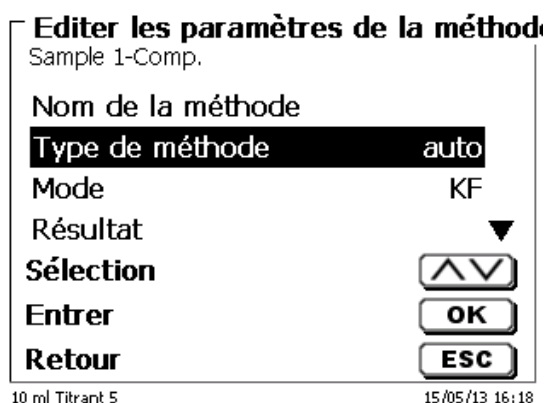 Editer les paramètres de la méthod
Sample 1-Comp.
Nom de la méthode
Type de méthode auto
Mode KF
Résultat
Sélection
Entrer OK
Retour ESC
10 ml Titrant 5 15/05/13 16:18